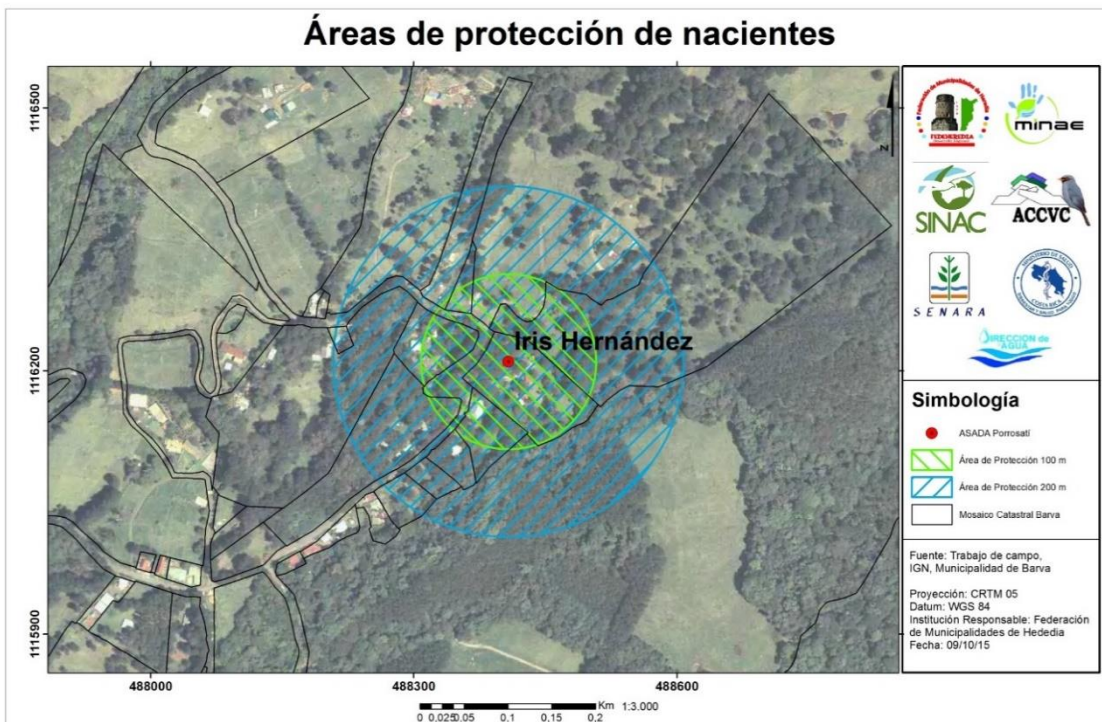 Áreas de protección de nacientes
1116500
1116200
1115900
488000
488300
488600
Iris Hernández
N
FEDEHEREDIA
minae
SINAC
ACCVC
SENARA
DIRECCIÓN de
AGUA
Simbología
ASADA Porrosatí
Área de Protección 100 m
Área de Protección 200 m
Mosaico Catastral Barva
Fuente: Trabajo de campo,
IGN, Municipalidad de Barva
Proyección: CRTM 05
Datum: WGS 84
Institución Responsable: Federación
de Municipalidades de Hededia
Fecha: 09/10/15
0 0,025 0,05 0,1 0,15 0,2 Km 1:3.000